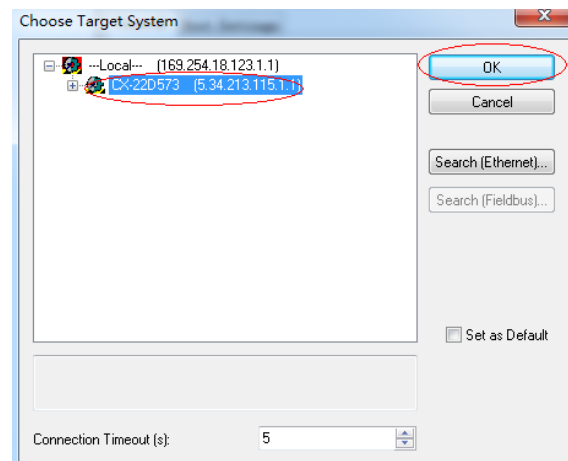 Choose Target System
---Local--- (169.254.18.123.1.1)
CX-22D573 (5.34.213.115.1.1)
OK
Cancel
Search (Ethernet)...
Search (Fieldbus)...
Set as Default
Connection Timeout (s): 5